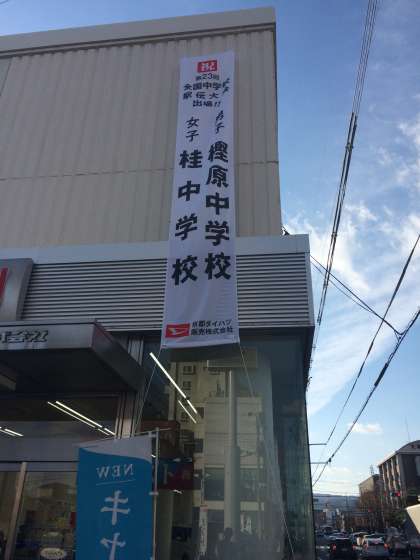 祝
第23回
全国中学校
駅伝大
出場!!
男子 樫原中学校
女子 桂中学校
京都ダイハツ
販売株式会社
NEW
キャ